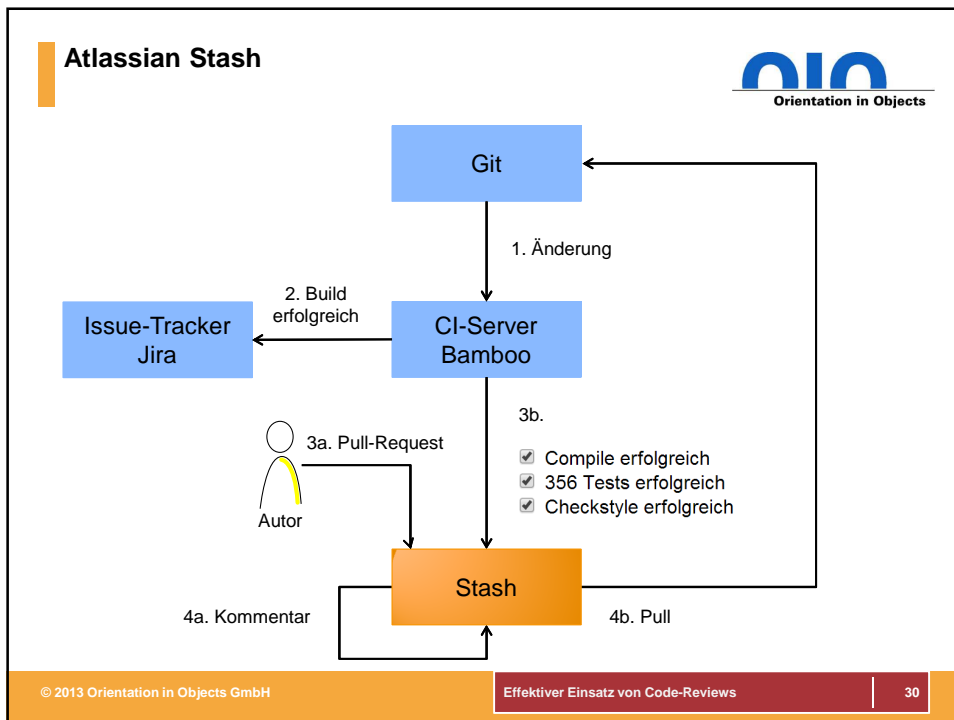 Atlassian Stash
OIO
Orientation in Objects
Git
1. Änderung
2. Build
erfolgreich
Issue-Tracker
Jira
CI-Server
Bamboo
3a. Pull-Request
Autor
3b.
Compile erfolgreich
356 Tests erfolgreich
Checkstyle erfolgreich
Stash
4a. Kommentar
4b. Pull
© 2013 Orientation in Objects GmbH
Effektiver Einsatz von Code-Reviews
30